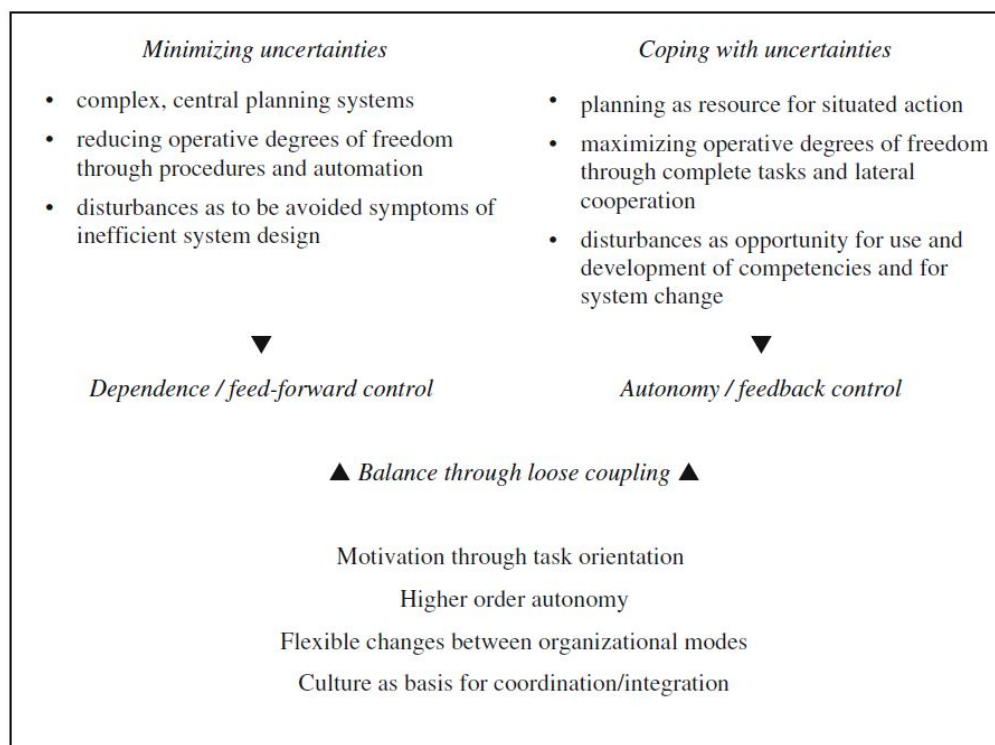 Minimizing uncertainties
• complex, central planning systems
• reducing operative degrees of freedom
through procedures and automation
• disturbances as to be avoided symptoms of
inefficient system design
Coping with uncertainties
• planning as resource for situated action
• maximizing operative degrees of freedom
through complete tasks and lateral
cooperation
• disturbances as opportunity for use and
development of competencies and for
system change
▼
▼
Dependence / feed-forward control
Autonomy / feedback control
▲ Balance through loose coupling ▲
Motivation through task orientation
Higher order autonomy
Flexible changes between organizational modes
Culture as basis for coordination/integration